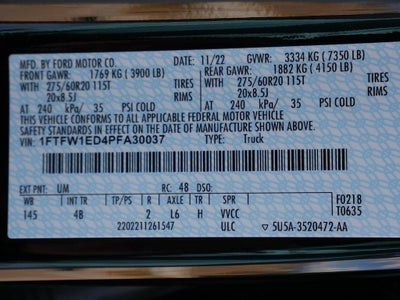 MFD. BY FORD MOTOR CO. 11/22 GVWR: 3334 KG (7350 LB)
FRONT GAWR: 1769 KG (3900 LB) REAR GAWR: 1882 KG (4150 LB)
WITH 275/60R20 115T TIRES WITH 275/60R20 115T TIRES
20x8.5J RIMS 20x8.5J RIMS
AT 240 kPa/ 35 PSI COLD AT 240 kPa/ 35 PSI COLD
THIS VEHICLE CONFORMS TO ALL APPLICABLE FEDERAL MOTOR VEHICLE
SAFETY STANDARDS IN EFFECT ON THE DATE OF MANUFACTURE SHOWN ABOVE.
VIN: 1FTFW1ED4PFA30037 TYPE: Truck
EXT PNT: UM RC: 48 DSO: F0218
WB INT TR TP/PS R AXLE TR SPR T0635
145 4B 2 L6 H VVCC
2202211261547 ULC 5U5A-3520472-AA